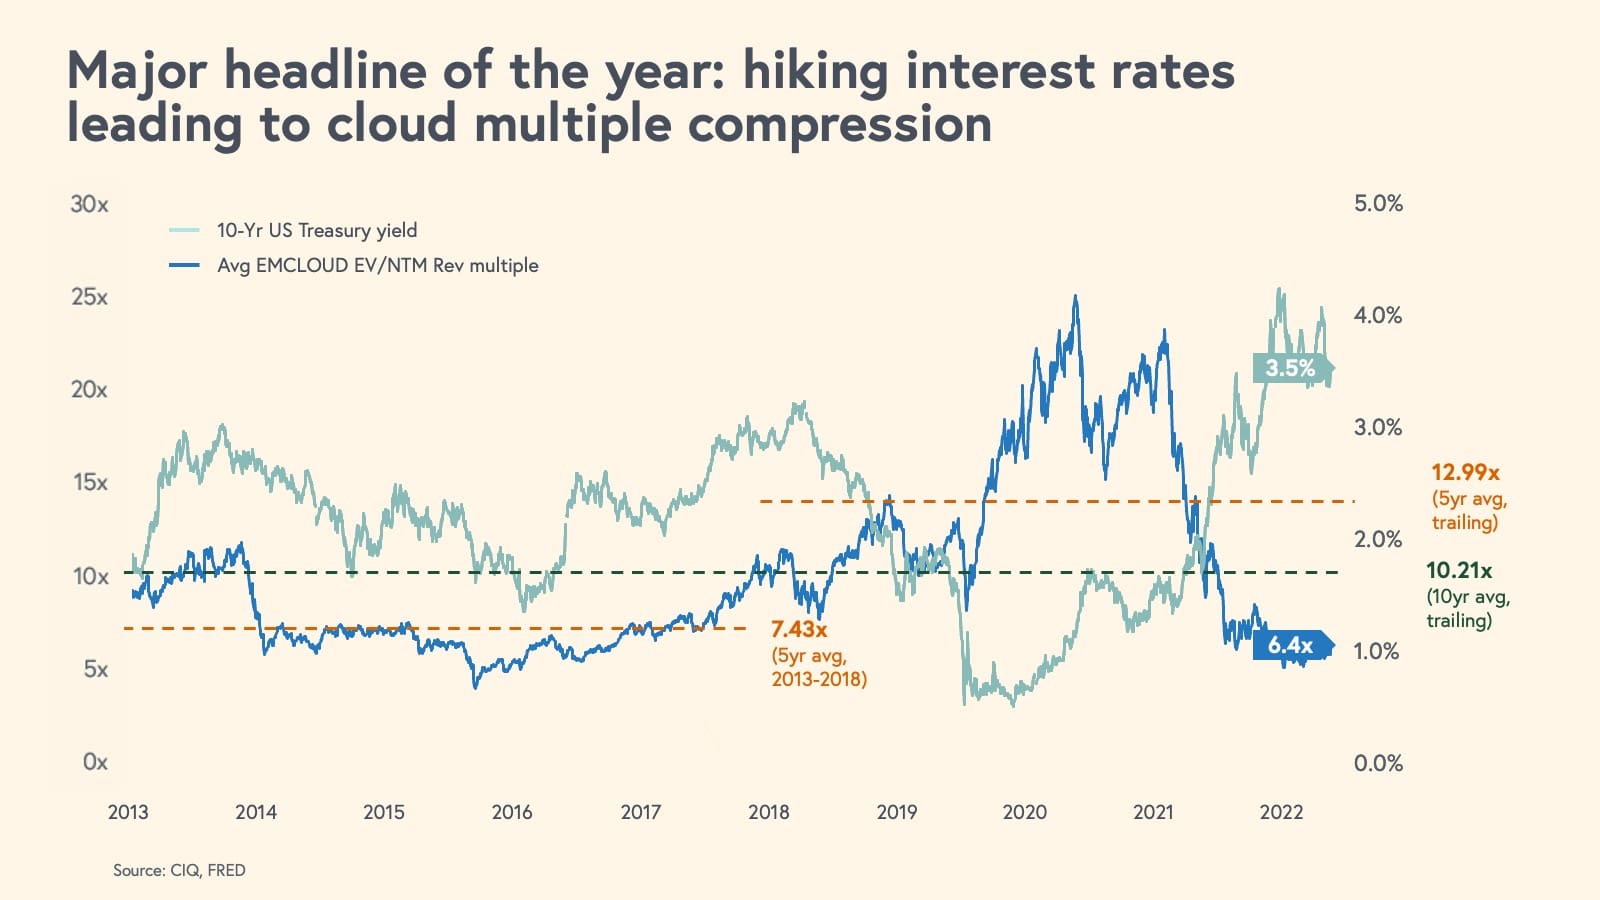 Major headline of the year: hiking interest rates
leading to cloud multiple compression
30x
25x
20x
15x
10x
5x
0x
10-Yr US Treasury yield
Avg EMCLOUD EV/NTM Rev multiple
5.0%
4.0%
3.0%
2.0%
1.0%
0.0%
3.5%
6.4x
12.99x
(5yr avg,
trailing)
10.21x
(10yr avg,
trailing)
7.43x
(5yr avg,
2013-2018)
2013
2014
2015
2016
2017
2018
2019
2020
2021
2022
Source: CIQ, FRED